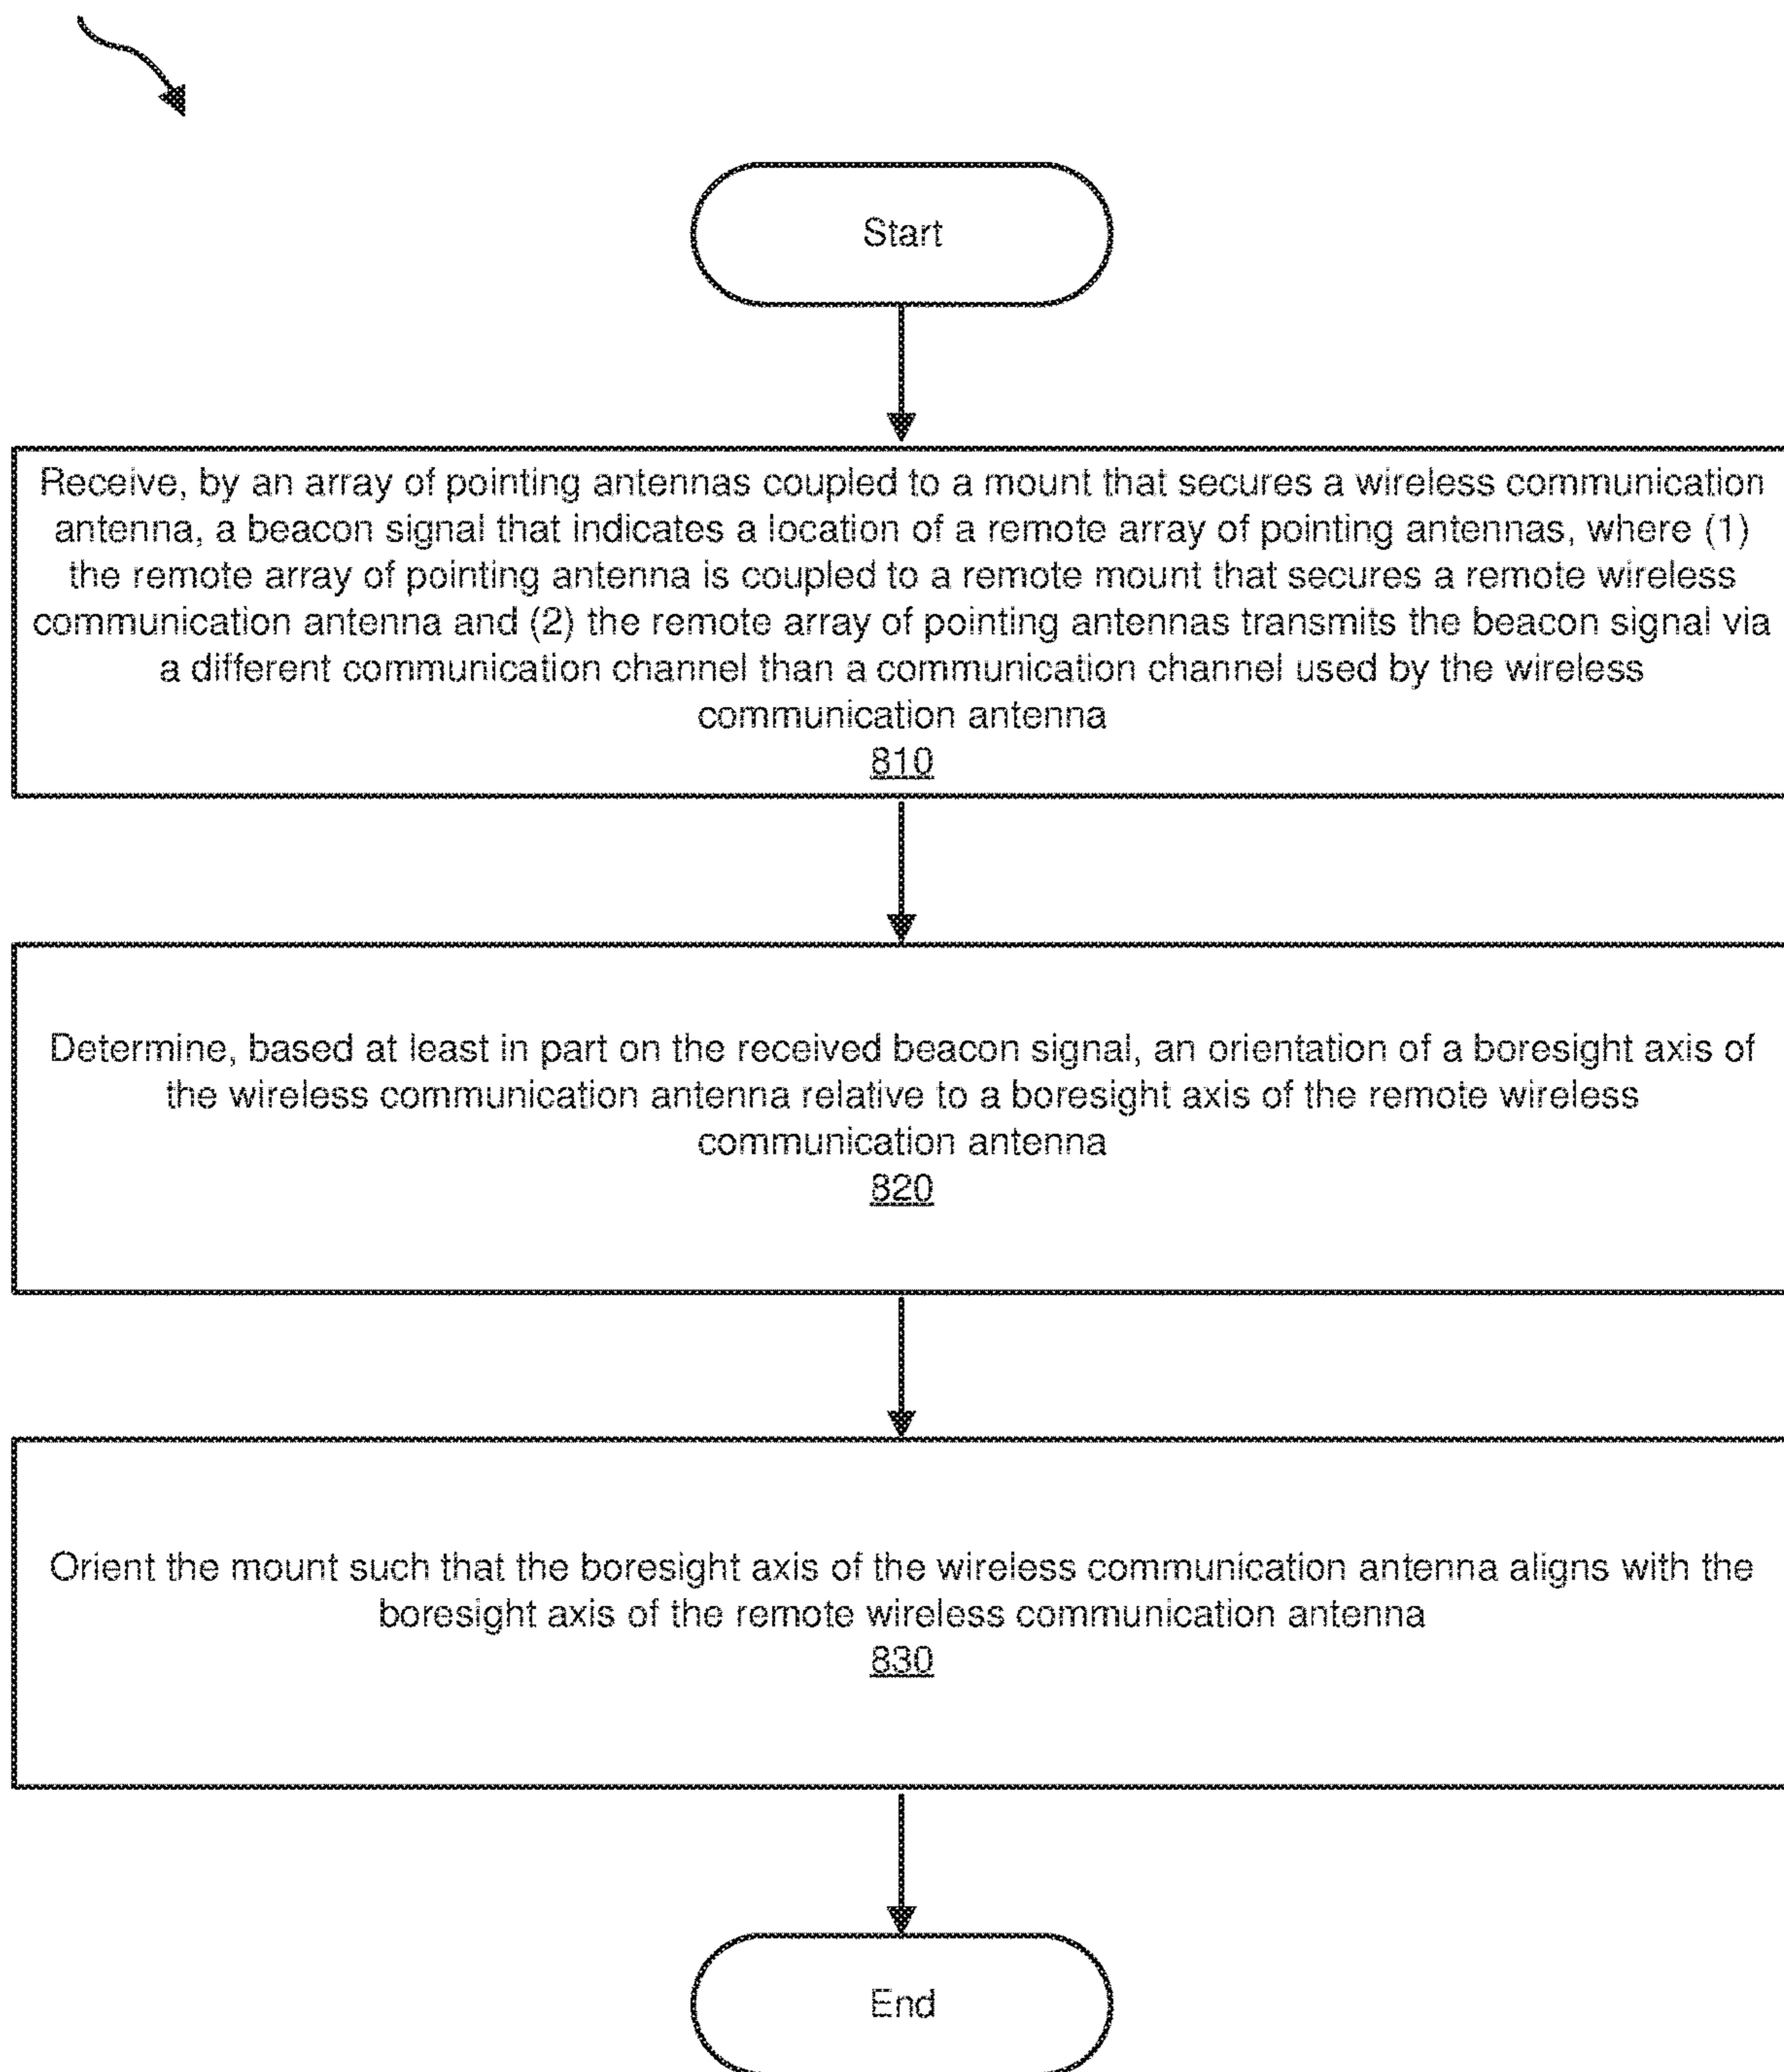 Start
Receive, by an array of pointing antennas coupled to a mount that secures a wireless communication
antenna, a beacon signal that indicates a location of a remote array of pointing antennas, where (1)
the remote array of pointing antenna is coupled to a remote mount that secures a remote wireless
communication antenna and (2) the remote array of pointing antennas transmits the beacon signal via
a different communication channel than a communication channel used by the wireless
communication antenna
810
Determine, based at least in part on the received beacon signal, an orientation of a boresight axis of
the wireless communication antenna relative to a boresight axis of the remote wireless
communication antenna
820
Orient the mount such that the boresight axis of the wireless communication antenna aligns with the
boresight axis of the remote wireless communication antenna
830
End